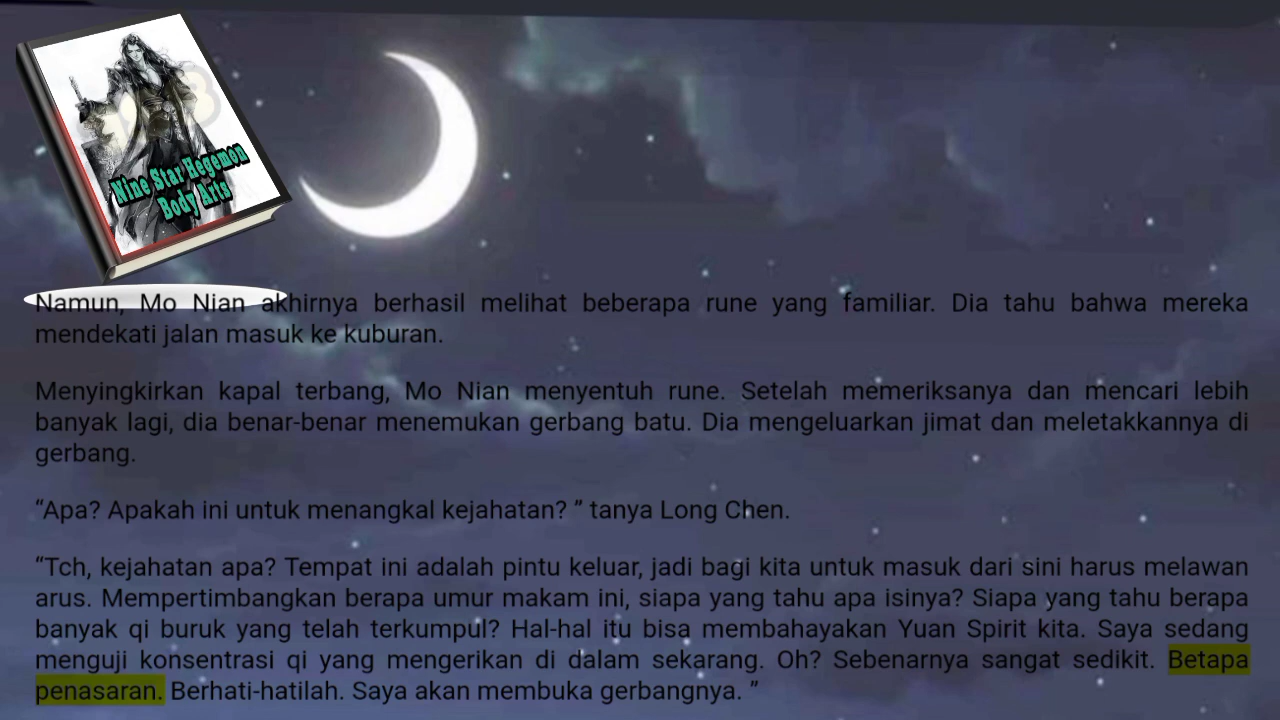 Nine Star Hegemon
Body Arts
Namun, Mo Nian akhirnya berhasil melihat beberapa rune yang familiar. Dia tahu bahwa mereka
mendekati jalan masuk ke kuburan.
Menyingkirkan kapal terbang, Mo Nian menyentuh rune. Setelah memeriksanya dan mencari lebih
banyak lagi, dia benar-benar menemukan gerbang batu. Dia mengeluarkan jimat dan meletakkannya di
gerbang.
“Apa? Apakah ini untuk menangkal kejahatan? ” tanya Long Chen.
“Tch, kejahatan apa? Tempat ini adalah pintu keluar, jadi bagi kita untuk masuk dari sini harus melawan
arus. Mempertimbangkan berapa umur makam ini, siapa yang tahu apa isinya? Siapa yang tahu berapa
banyak qi buruk yang telah terkumpul? Hal-hal itu bisa membahayakan Yuan Spirit kita. Saya sedang
menguji konsentrasi qi yang mengerikan di dalam sekarang. Oh? Sebenarnya sangat sedikit. Betapa
penasaran. Berhati-hatilah. Saya akan membuka gerbangnya. ”